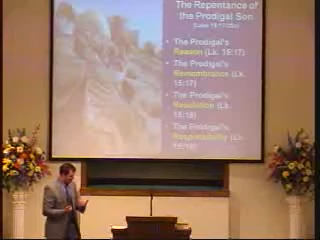 The Repentance of
the Prodigal Son
• The Prodigal's
Reason (Lk. 15:17)
• The Prodigal's
Remembrance (Lk.
15:17)
• The Prodigal's
Resolution (Lk.
15:18)
• The Prodigal's
Responsibility (Lk.